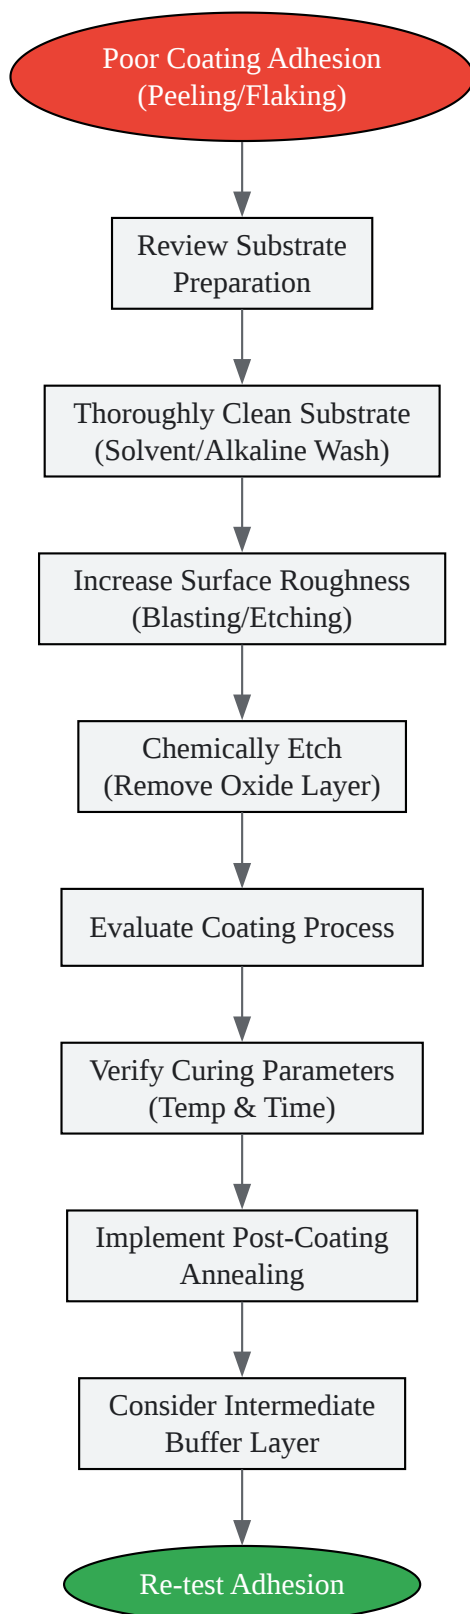 Poor Coating Adhesion
(Peeling/Flaking)
Review Substrate
Preparation
Thoroughly Clean Substrate
(Solvent/Alkaline Wash)
Increase Surface Roughness
(Blasting/Etching)
Chemically Etch
(Remove Oxide Layer)
Evaluate Coating Process
Verify Curing Parameters
(Temp & Time)
Implement Post-Coating
Annealing
Consider Intermediate
Buffer Layer
Re-test Adhesion